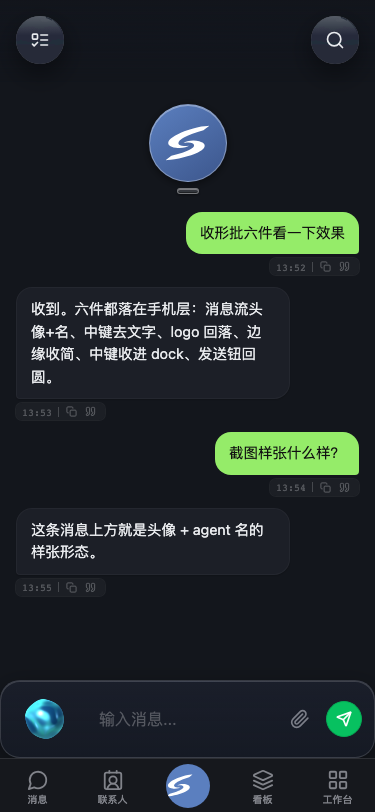 收形批六件看一下效果
13:52
收到。六件都落在手机层：消息流头
像+名、中键去文字、logo 回落、边
缘收简、中键收进 dock、发送钮回
圆。
13:53
截图样张什么样？
13:54
这条消息上方就是头像 + agent 名的
样张形态。
13:55
输入消息...
消息
联系人
看板
工作台